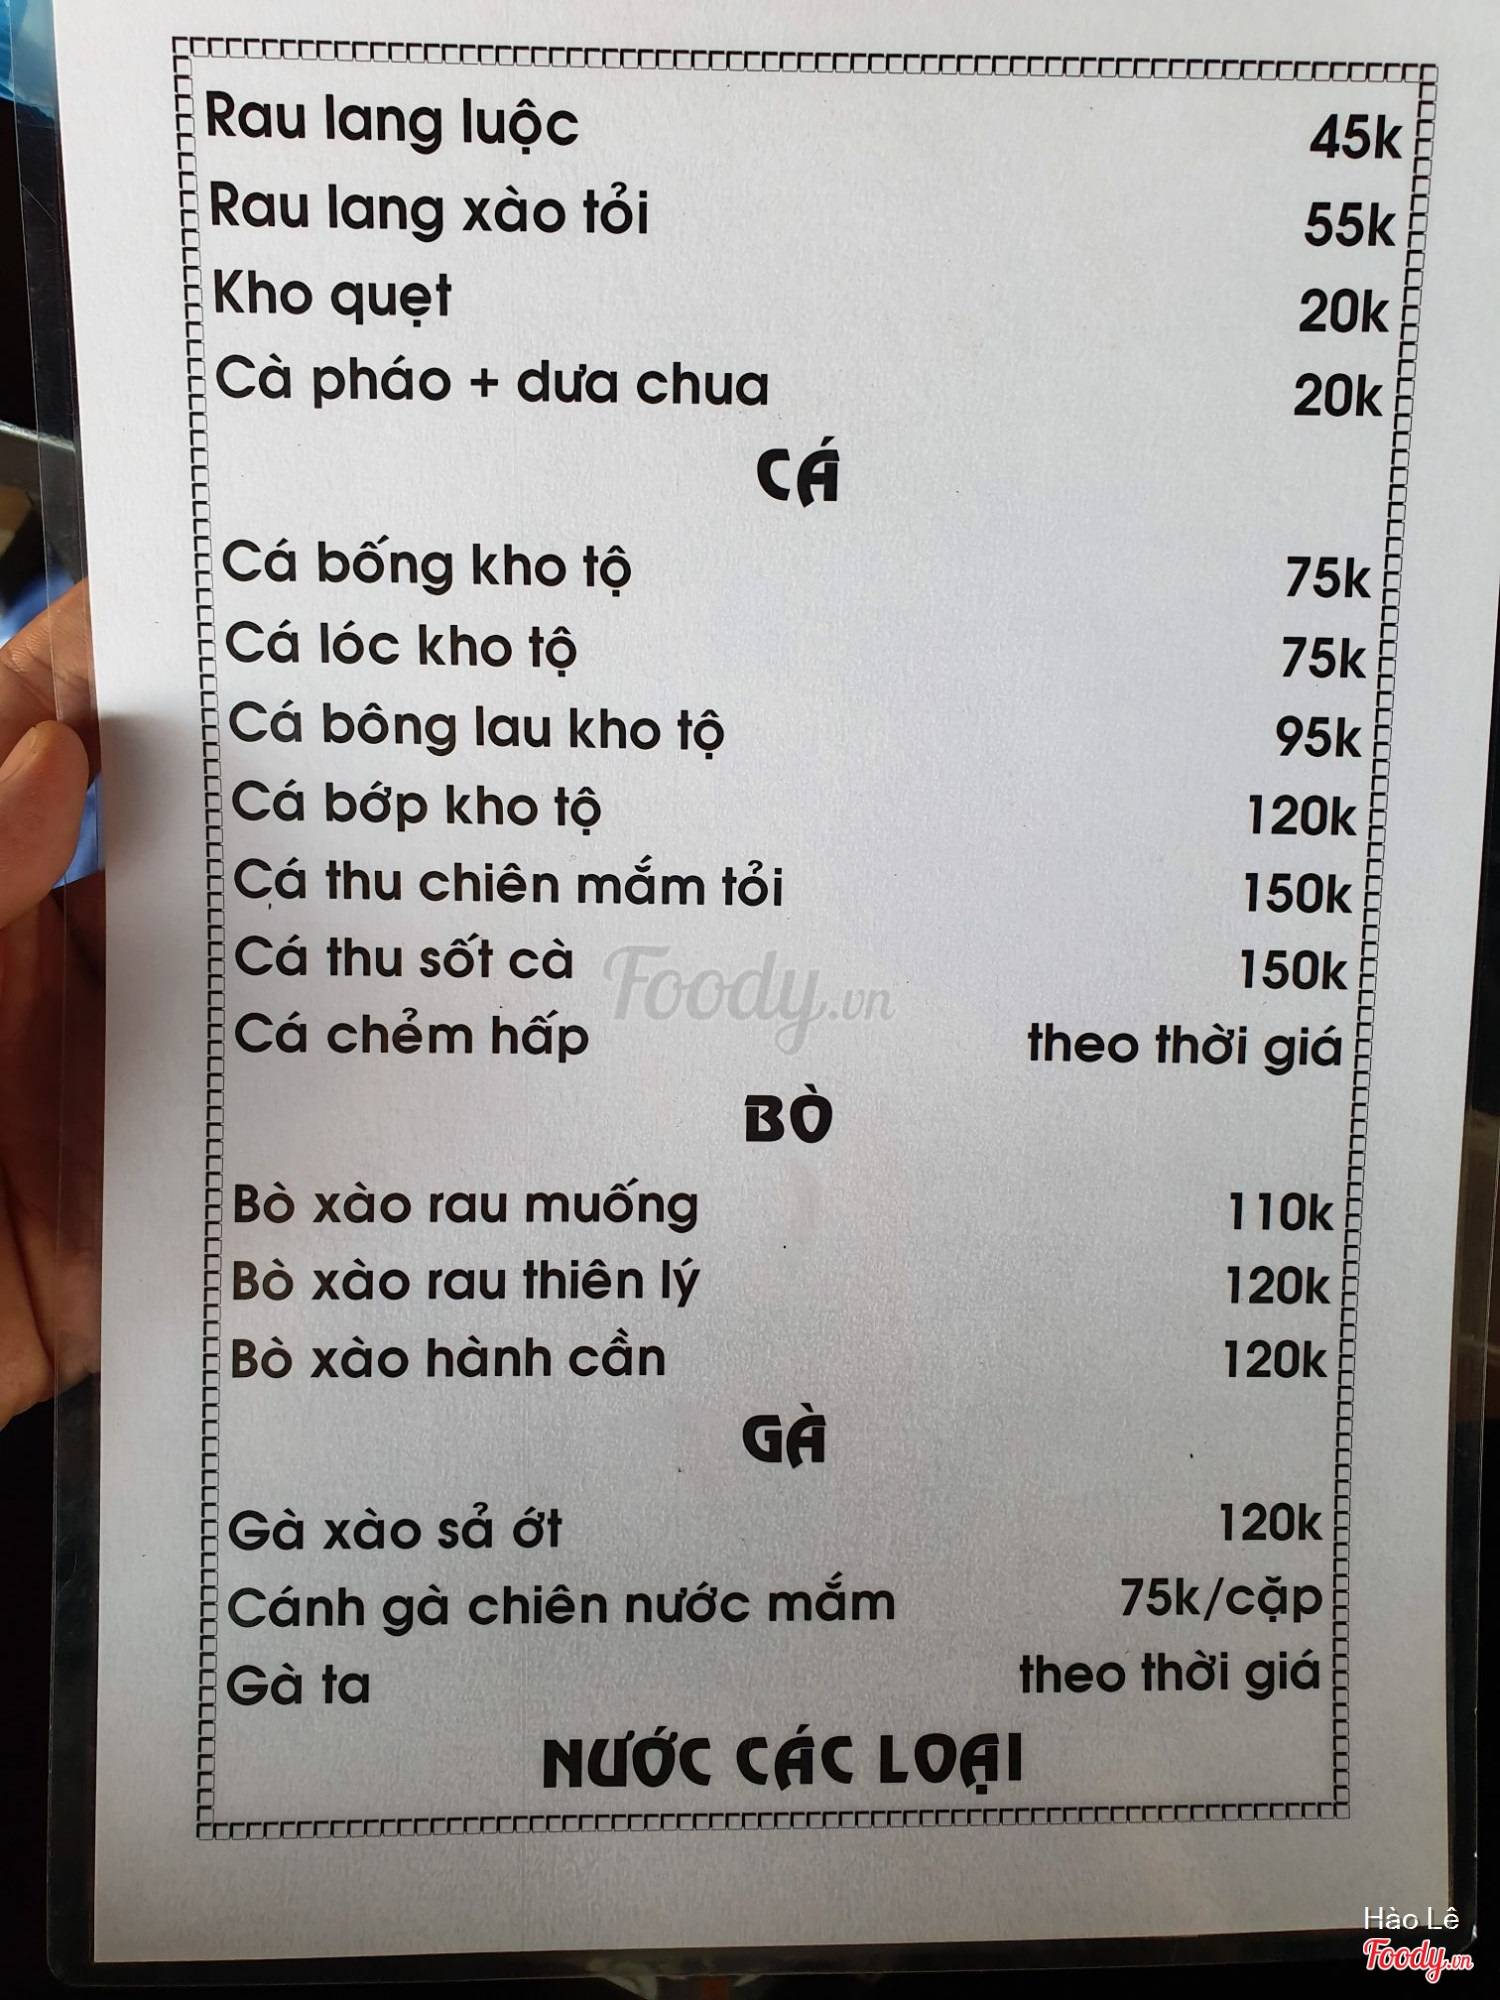 Rau lang luộc 45k
Rau lang xào tỏi 55k
Kho quẹt 20k
Cà pháo + dưa chua 20k
CÁ
Cá bống kho tộ 75k
Cá lóc kho tộ 75k
Cá bông lau kho tộ 95k
Cá bớp kho tộ 120k
Cá thu chiên mắm tỏi 150k
Cá thu sốt cà 150k
Foody.vn
Cá chẻm hấp theo thời giá
BÒ
Bò xào rau muống 110k
Bò xào rau thiên lý 120k
Bò xào hành cần 120k
GÀ
Gà xào sả ớt 120k
Cánh gà chiên nước mắm 75k/cặp
Gà ta theo thời giá
NƯỚC CÁC LOẠI
Hào Lê
Foody.vn